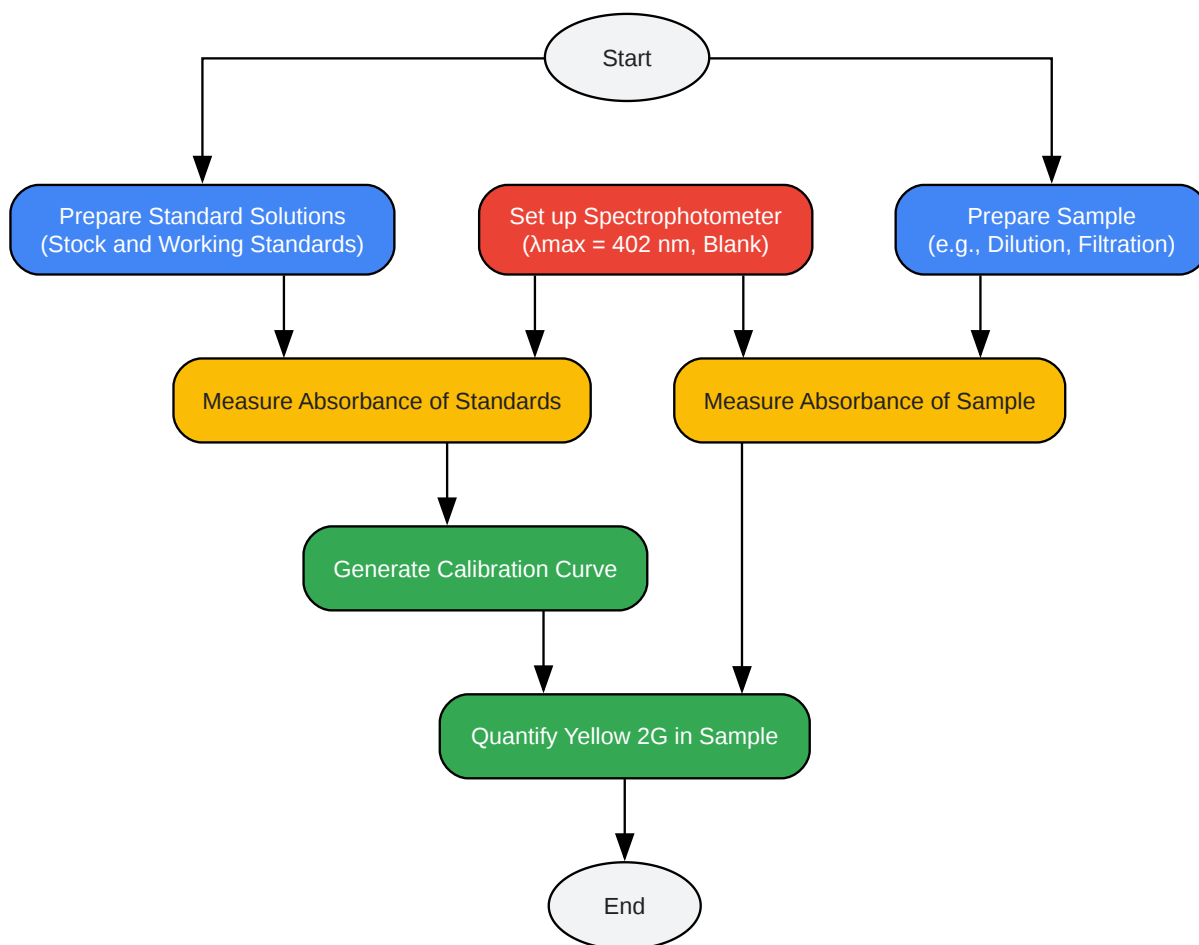 Start
Prepare Standard Solutions
(Stock and Working Standards)
Set up Spectrophotometer
(λmax = 402 nm, Blank)
Prepare Sample
(e.g., Dilution, Filtration)
Measure Absorbance of Standards
Measure Absorbance of Sample
Generate Calibration Curve
Quantify Yellow 2G in Sample
End